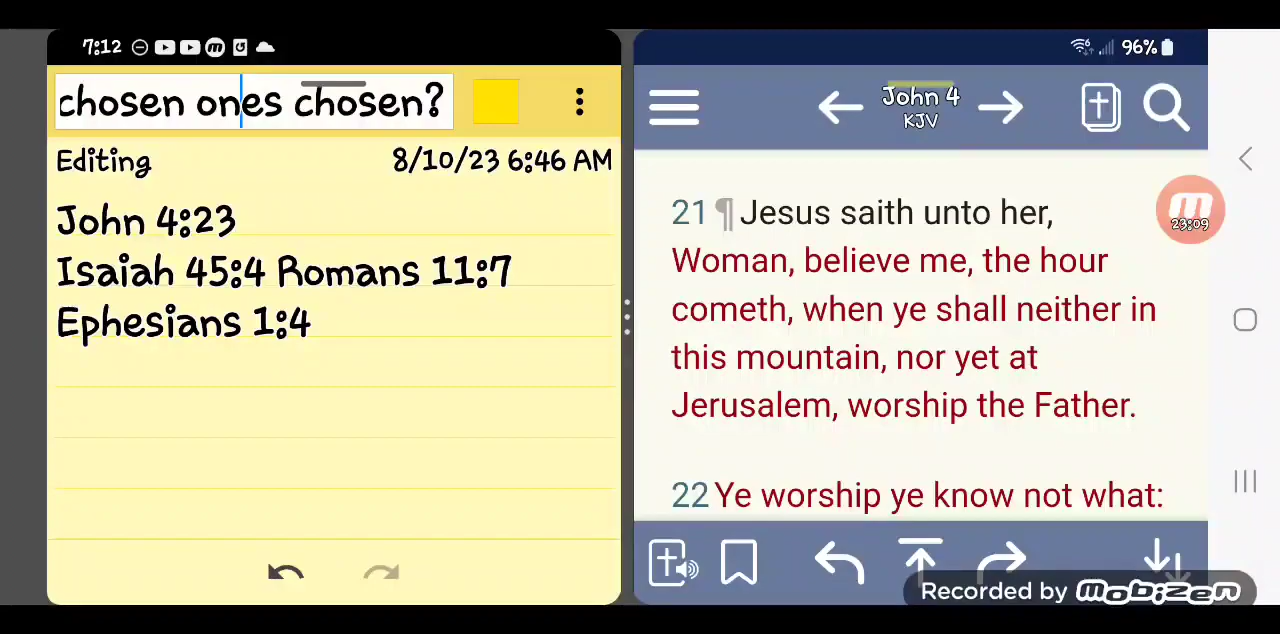 7:12
96%
chosen ones chosen?
Editing 8/10/23 6:46 AM
John 4:23
Isaiah 45:4 Romans 11:7
Ephesians 1:4
John 4
KJV
21 ¶ Jesus saith unto her,
Woman, believe me, the hour
cometh, when ye shall neither in
this mountain, nor yet at
Jerusalem, worship the Father.
22 Ye worship ye know not what:
23:09
Recorded by mobizen